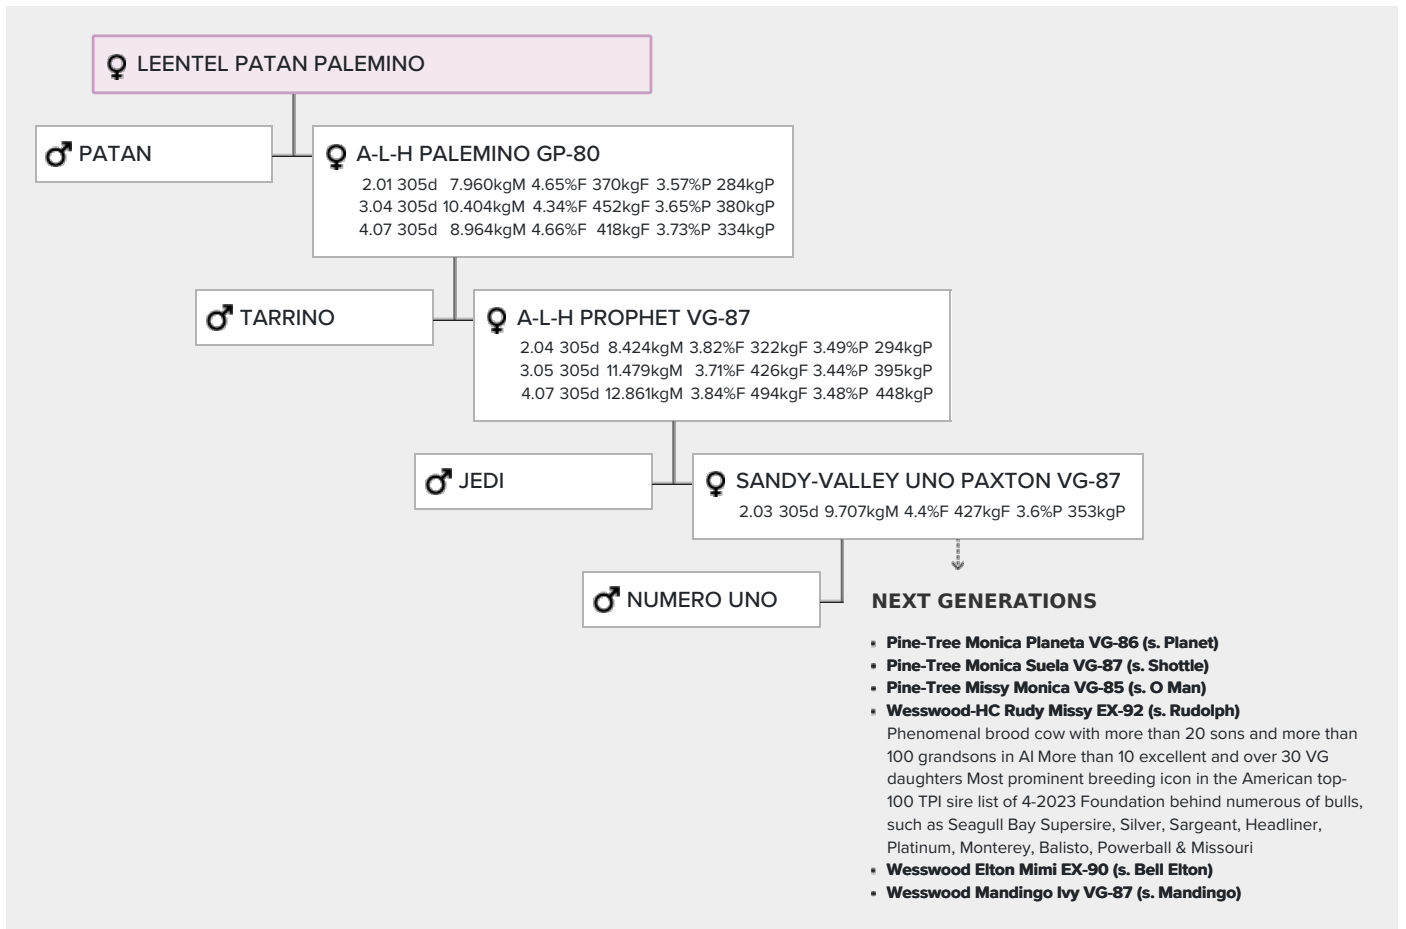 LEENTEL PATAN PALEMINO
PATAN
A-L-H PALEMINO GP-80
2.01 305d 7.960kgM 4.65%F 370kgF 3.57%P 284kgP
3.04 305d 10.404kgM 4.34%F 452kgF 3.65%P 380kgP
4.07 305d 8.964kgM 4.66%F 418kgF 3.73%P 334kgP
TARRINO
A-L-H PROPHET VG-87
2.04 305d 8.424kgM 3.82%F 322kgF 3.49%P 294kgP
3.05 305d 11.479kgM 3.71%F 426kgF 3.44%P 395kgP
4.07 305d 12.861kgM 3.84%F 494kgF 3.48%P 448kgP
JEDI
SANDY-VALLEY UNO PAXTON VG-87
2.03 305d 9.707kgM 4.4%F 427kgF 3.6%P 353kgP
NUMERO UNO
NEXT GENERATIONS
Pine-Tree Monica Planeta VG-86 (s. Planet)
Pine-Tree Monica Suela VG-87 (s. Shottle)
Pine-Tree Missy Monica VG-85 (s. O Man)
Wesswood-HC Rudy Missy EX-92 (s. Rudolph)
Phenomenal brood cow with more than 20 sons and more than
100 grandsons in AI More than 10 excellent and over 30 VG
daughters Most prominent breeding icon in the American top-
100 TPI sire list of 4-2023 Foundation behind numerous of bulls,
such as Seagull Bay Supersire, Silver, Sargeant, Headliner,
Platinum, Monterey, Balisto, Powerball & Missouri
Wesswood Elton Mimi EX-90 (s. Bell Elton)
Wesswood Mandingo Ivy VG-87 (s. Mandingo)